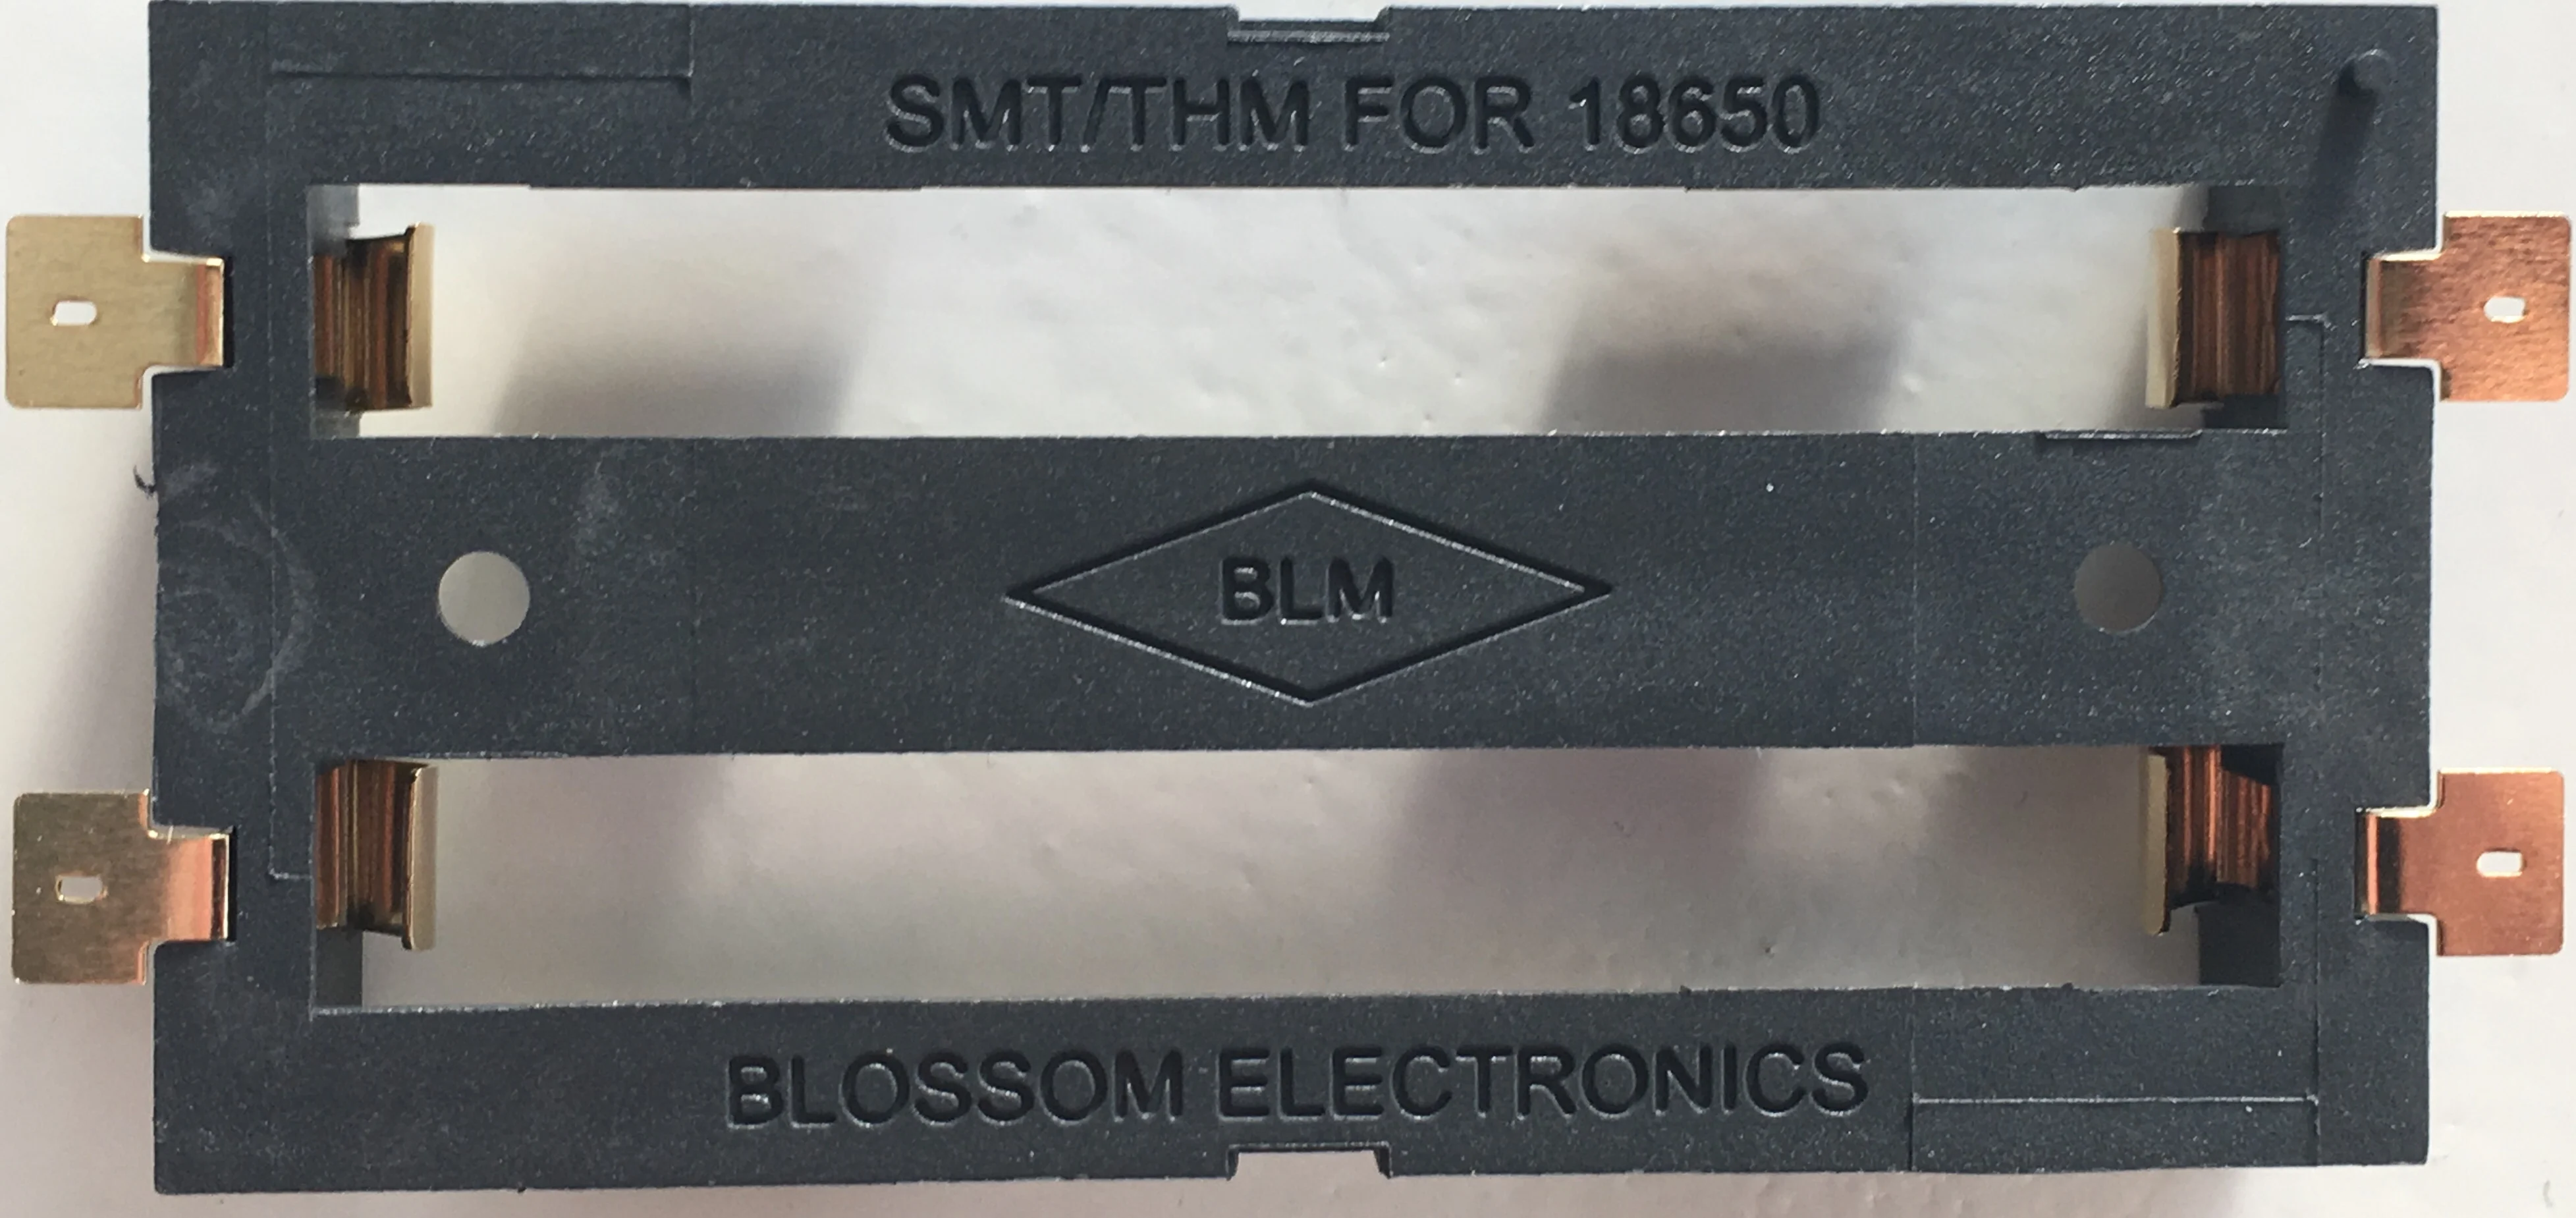 SMT/THM FOR 18650
BLM
BLOSSOM ELECTRONICS